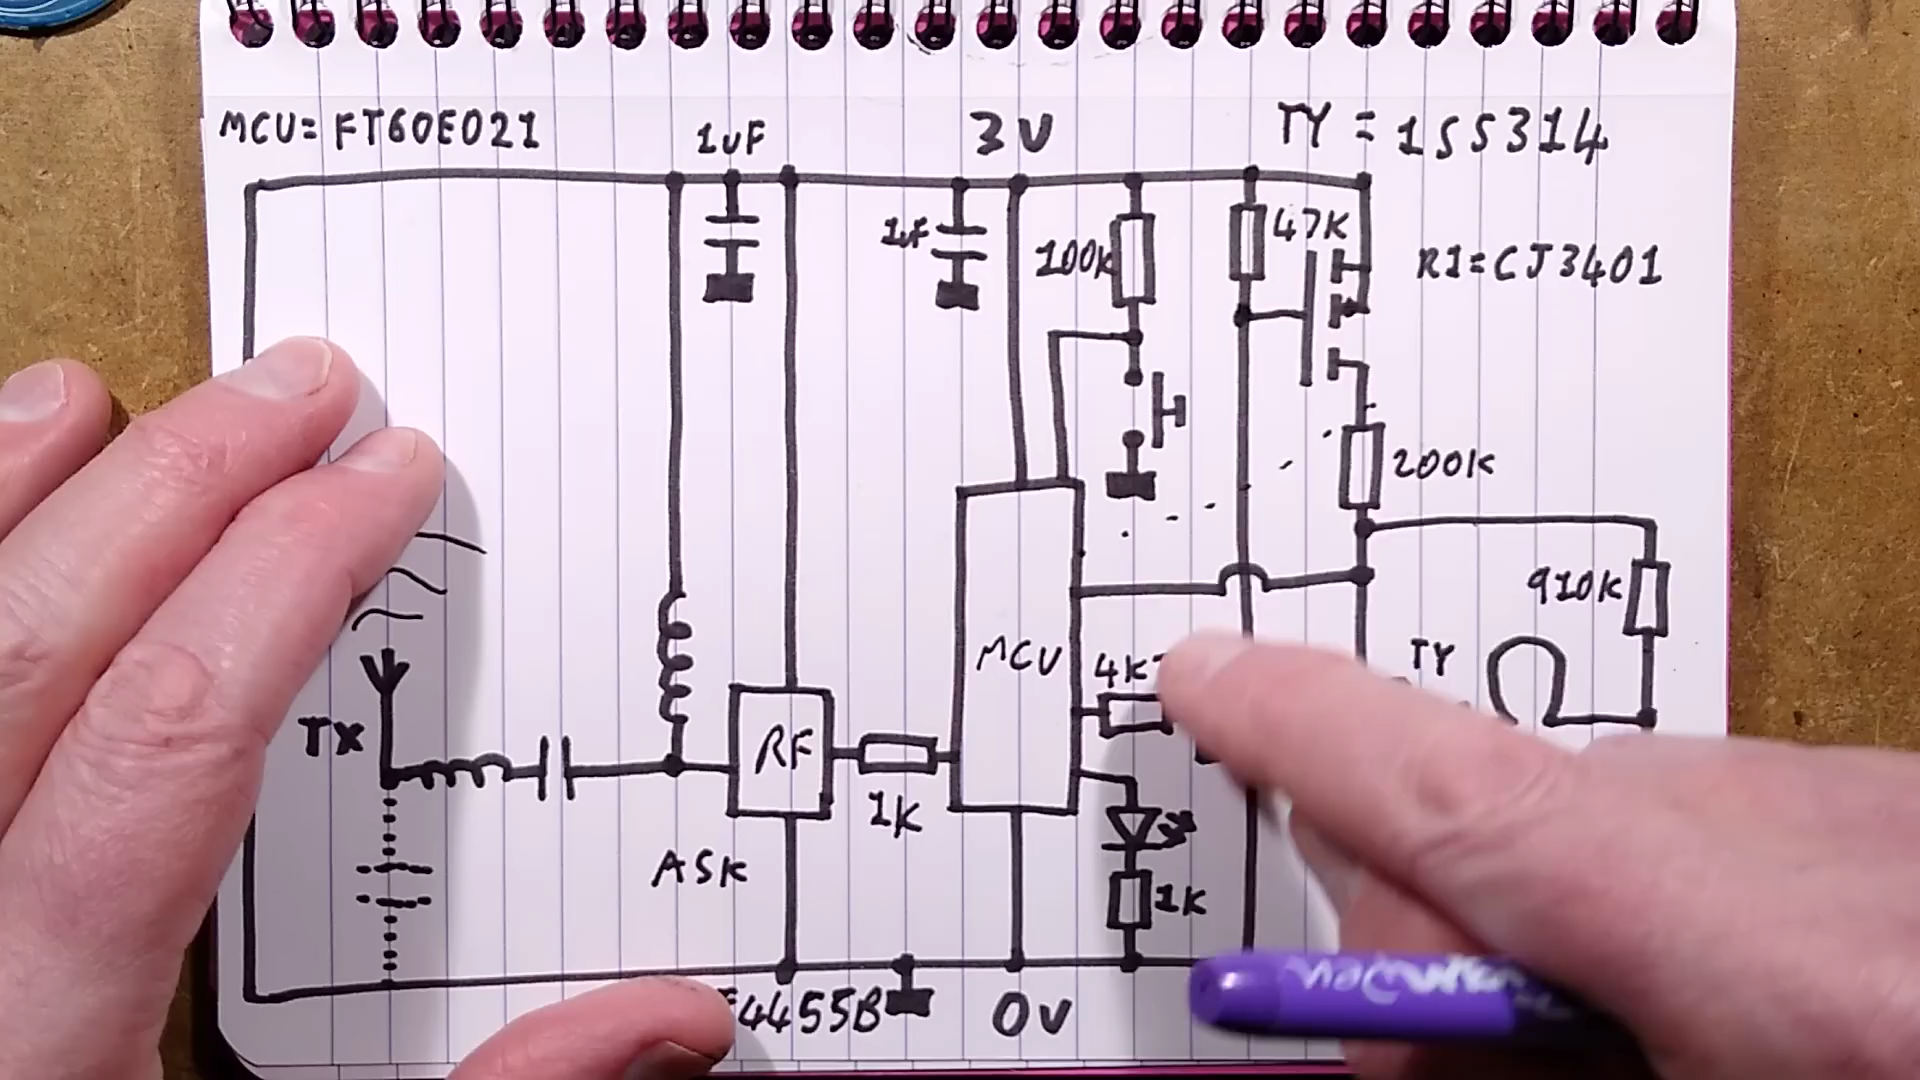 MCU=FT60E021
1uF
3V
TY=1SS314
1uF
100K
47K
R1=CJ3401
200K
910K
TY
MCU
TX
RF
1K
ASK
1K
4455B
0V